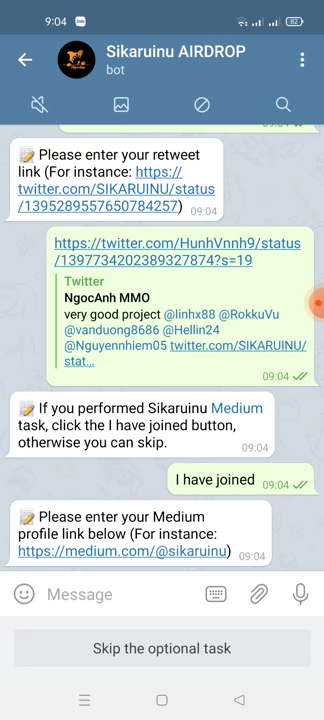 9:04
82
Sikaruinu AIRDROP
bot
📝 Please enter your retweet
link (For instance: https://
twitter.com/SIKARUINU/status
/1395289557650784257) 09:04
https://twitter.com/HunhVnnh9/status
/1397734202389327874?s=19
Twitter
NgocAnh MMO
very good project @linhx88 @RokkuVu
@vanduong8686 @Hellin24
@Nguyennhiem05 twitter.com/SIKARUINU/
stat...
09:04
📝 If you performed Sikaruinu Medium
task, click the I have joined button,
otherwise you can skip.
09:04
I have joined 09:04
📝 Please enter your Medium
profile link below (For instance:
https://medium.com/@sikaruinu) 09:04
Message
Skip the optional task